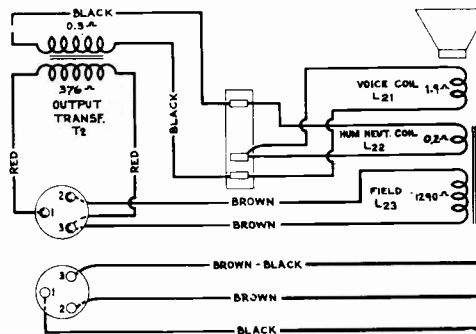 BLACK
0.3 Ω
376 Ω
OUTPUT
TRANSF.
T2
RED
RED
BLACK
VOICE COIL
L21
1.9 Ω
HUM NEUT. COIL
L22
0.2 Ω
FIELD
L23
1290
2
1
3
BROWN
BROWN
3
1
2
BROWN-BLACK
BROWN
BLACK